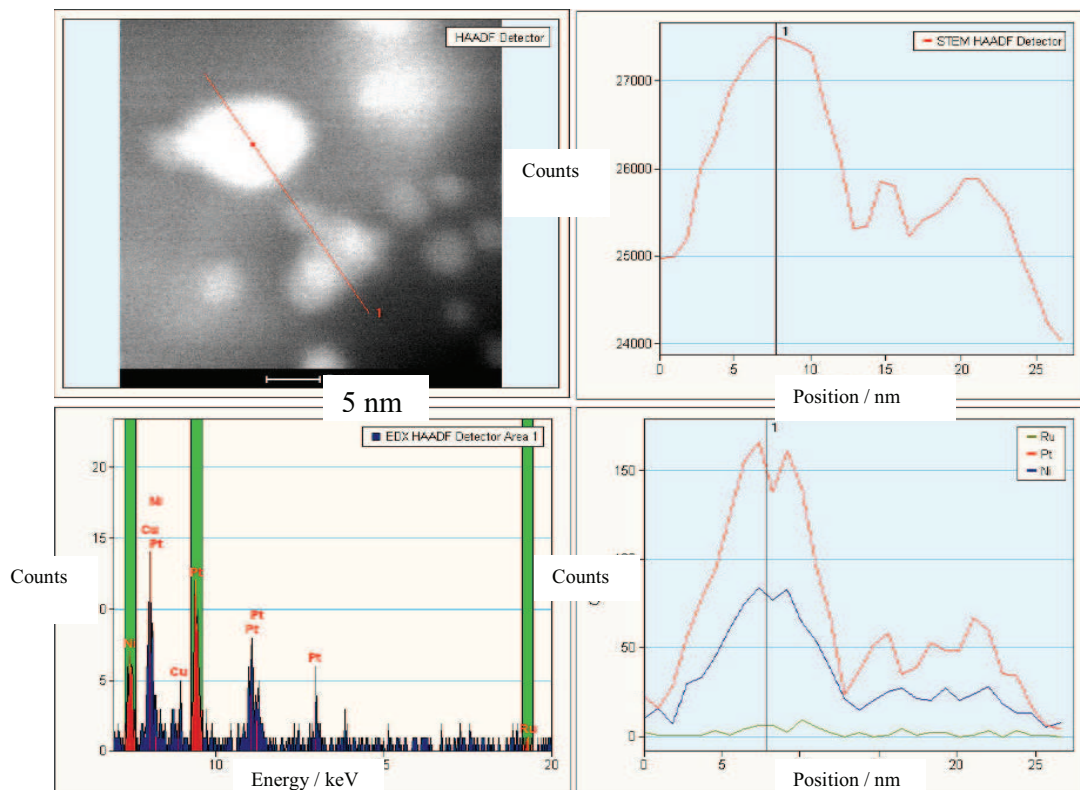 HAADF Detector
1
5 nm
1
STEM HAADF Detector
27000
26000
25000
24000
Counts
0
5
10
15
20
25
Position / nm
EDX HAADF Detector Area 1
20
15
5
0
Counts
Ni
Cu
Pt
Ni
Cu
Pt
Pt
Pt
Pt
10
20
Energy / keV
1
Ru
Pt
Ni
150
50
0
Counts
0
5
10
15
20
25
Position / nm